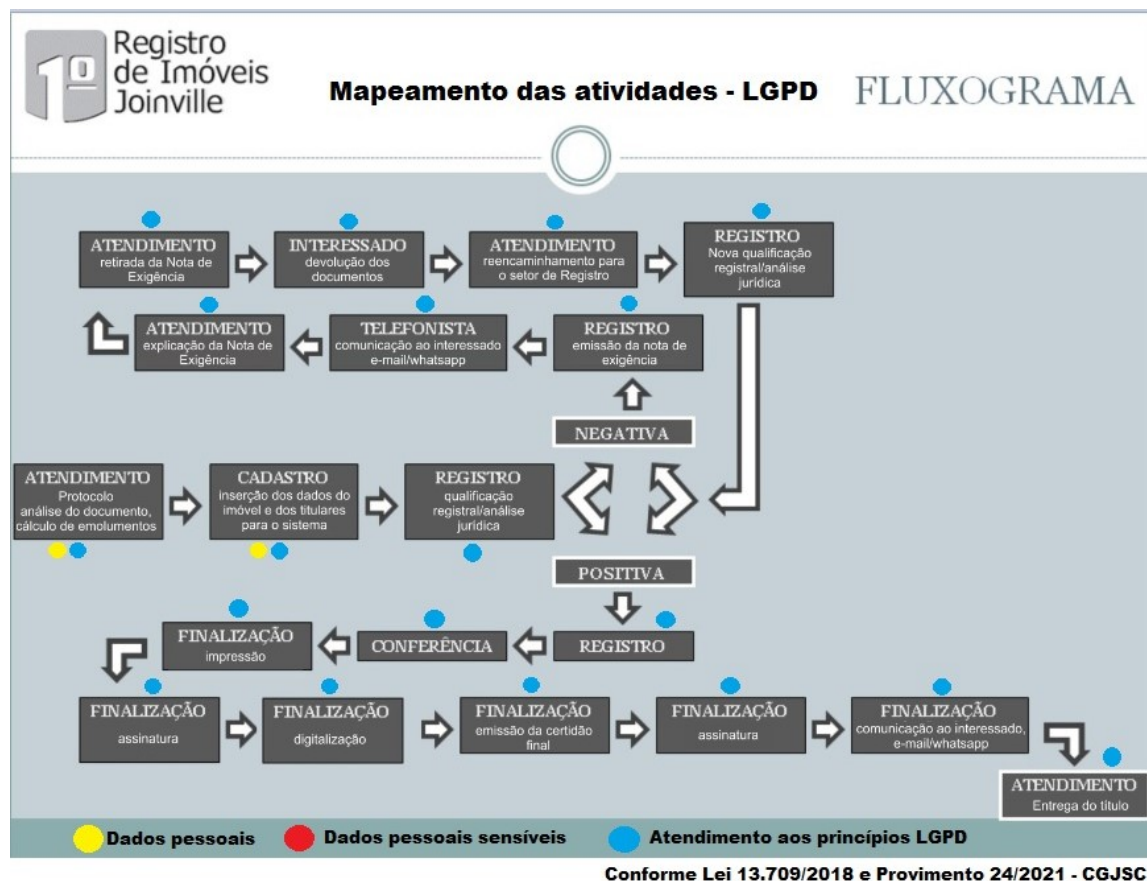 1º
Registro
de Imóveis
Joinville
Mapeamento das atividades - LGPD
FLUXOGRAMA
ATENDIMENTO
retirada da Nota de
Exigência
INTERESSADO
devolução dos
documentos
ATENDIMENTO
reencaminhamento para
o setor de Registro
REGISTRO
Nova qualificação
registral/análise
jurídica
ATENDIMENTO
explicação da Nota de
Exigência
TELEFONISTA
comunicação ao interessado
e-mail/whatsapp
REGISTRO
emissão da nota de
exigência
NEGATIVA
ATENDIMENTO
Protocolo
análise do documento,
cálculo de emolumentos
CADASTRO
inserção dos dados do
imóvel e dos titulares
para o sistema
REGISTRO
qualificação
registral/análise
jurídica
POSITIVA
FINALIZAÇÃO
impressão
CONFERÊNCIA
REGISTRO
FINALIZAÇÃO
assinatura
FINALIZAÇÃO
digitalização
FINALIZAÇÃO
emissão da certidão
final
FINALIZAÇÃO
assinatura
FINALIZAÇÃO
comunicação ao interessado,
e-mail/whatsapp
ATENDIMENTO
Entrega do título
Dados pessoais
Dados pessoais sensíveis
Atendimento aos princípios LGPD
Conforme Lei 13.709/2018 e Provimento 24/2021 - CGJSC